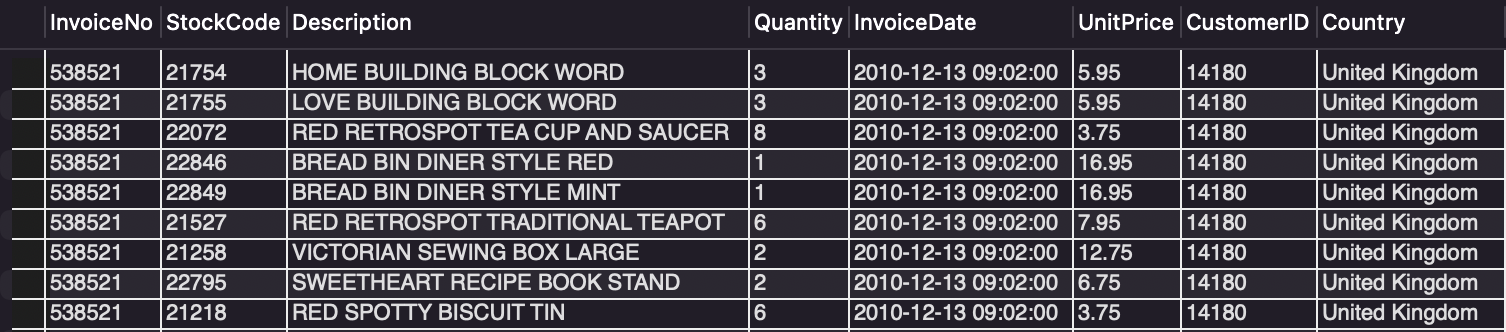 InvoiceNo StockCode Description Quantity InvoiceDate UnitPrice CustomerID Country
538521 21754 HOME BUILDING BLOCK WORD 3 2010-12-13 09:02:00 5.95 14180 United Kingdom
538521 21755 LOVE BUILDING BLOCK WORD 3 2010-12-13 09:02:00 5.95 14180 United Kingdom
538521 22072 RED RETROSPOT TEA CUP AND SAUCER 8 2010-12-13 09:02:00 3.75 14180 United Kingdom
538521 22846 BREAD BIN DINER STYLE RED 1 2010-12-13 09:02:00 16.95 14180 United Kingdom
538521 22849 BREAD BIN DINER STYLE MINT 1 2010-12-13 09:02:00 16.95 14180 United Kingdom
538521 21527 RED RETROSPOT TRADITIONAL TEAPOT 6 2010-12-13 09:02:00 7.95 14180 United Kingdom
538521 21258 VICTORIAN SEWING BOX LARGE 2 2010-12-13 09:02:00 12.75 14180 United Kingdom
538521 22795 SWEETHEART RECIPE BOOK STAND 2 2010-12-13 09:02:00 6.75 14180 United Kingdom
538521 21218 RED SPOTTY BISCUIT TIN 6 2010-12-13 09:02:00 3.75 14180 United Kingdom